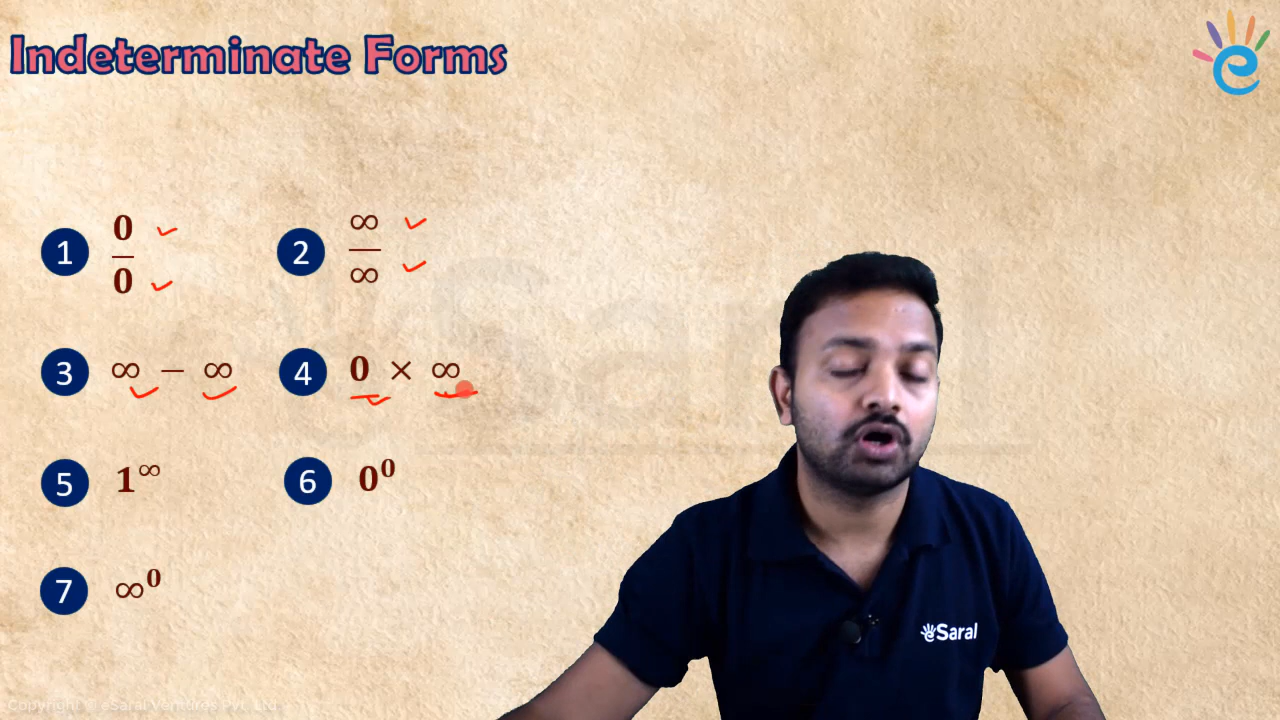 Indeterminate Forms
1 0/0 2 ∞/∞
3 ∞ − ∞ 4 0 × ∞
5 1^∞ 6 0^0
7 ∞^0
eSaral
eSaral
Copyright © eSaral Ventures Pvt. Ltd.